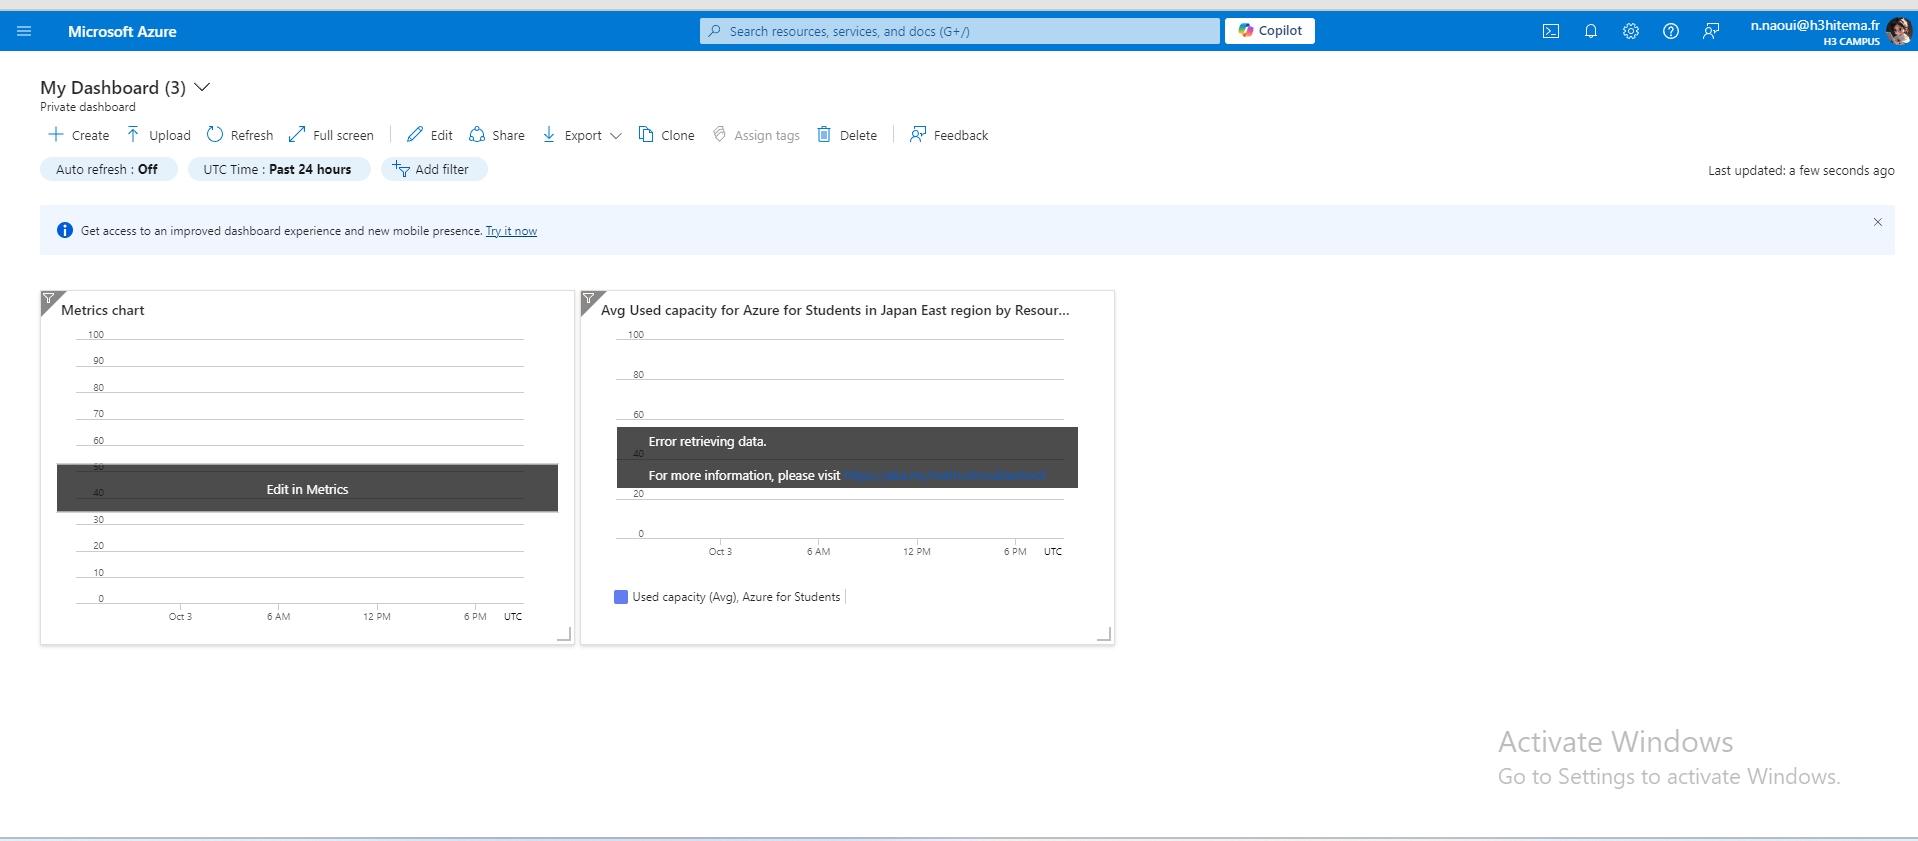 Microsoft Azure
Search resources, services, and docs (G+/)
Copilot
n.naoui@h3hitema.fr
H3 CAMPUS
My Dashboard (3)
Private dashboard
Create Upload Refresh Full screen Edit Share Export Clone Assign tags Delete Feedback
Auto refresh : Off UTC Time : Past 24 hours Add filter
Last updated: a few seconds ago
Get access to an improved dashboard experience and new mobile presence. Try it now
Metrics chart
100
90
80
70
60
50
40
Edit in Metrics
30
20
10
0
Oct 3 6 AM 12 PM 6 PM UTC
Avg Used capacity for Azure for Students in Japan East region by Resour...
100
80
60
Error retrieving data.
40
For more information, please visit
20
0
Oct 3 6 AM 12 PM 6 PM UTC
Used capacity (Avg), Azure for Students
Activate Windows
Go to Settings to activate Windows.